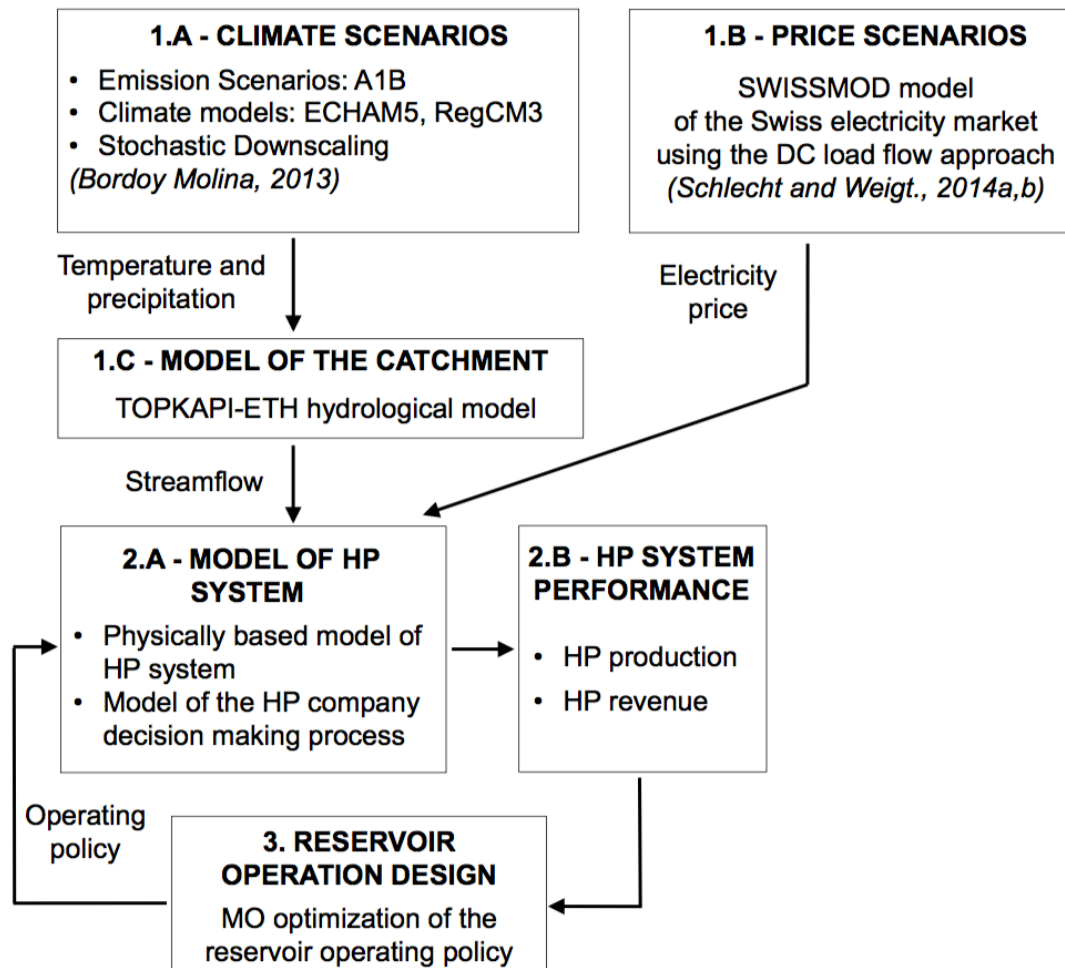 1.A - CLIMATE SCENARIOS
• Emission Scenarios: A1B
• Climate models: ECHAM5, RegCM3
• Stochastic Downscaling
(Bordoy Molina, 2013)
1.B - PRICE SCENARIOS
SWISSMOD model
of the Swiss electricity market
using the DC load flow approach
(Schlecht and Weigt., 2014a,b)
Temperature and
precipitation
Electricity
price
1.C - MODEL OF THE CATCHMENT
TOPKAPI-ETH hydrological model
Streamflow
2.A - MODEL OF HP
SYSTEM
• Physically based model of
HP system
• Model of the HP company
decision making process
2.B - HP SYSTEM
PERFORMANCE
• HP production
• HP revenue
Operating
policy
3. RESERVOIR
OPERATION DESIGN
MO optimization of the
reservoir operating policy